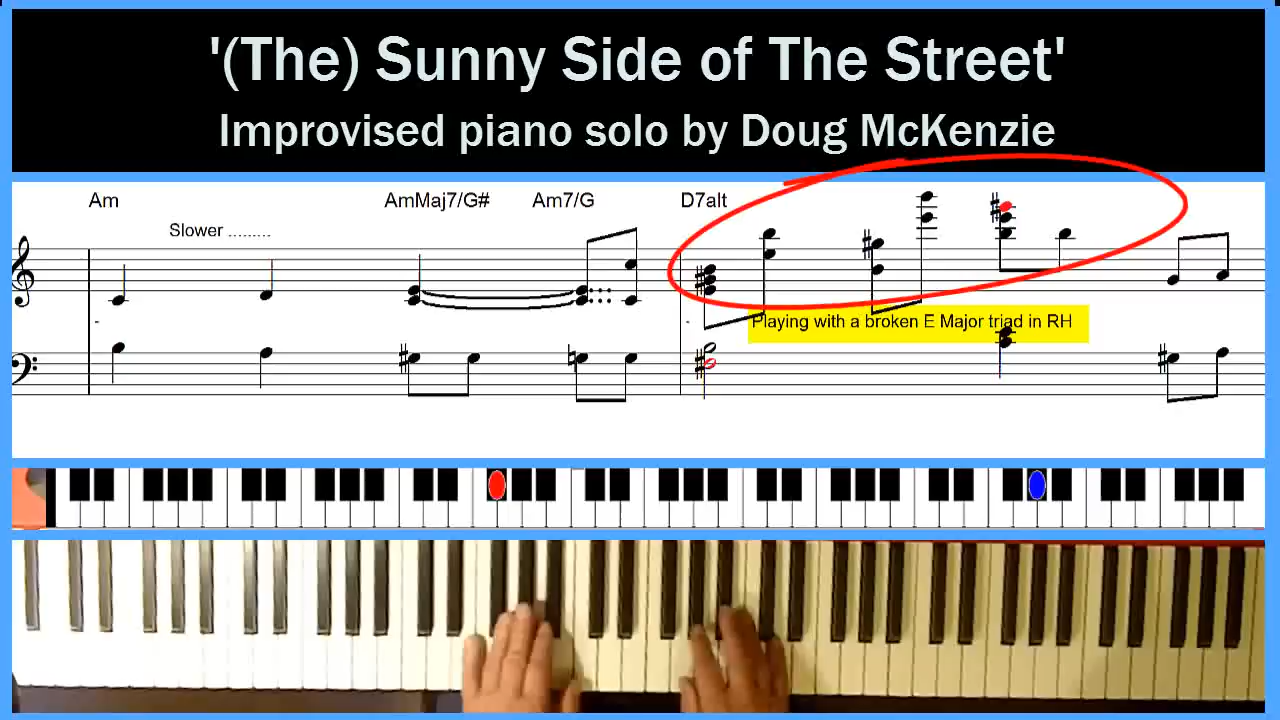 '(The) Sunny Side of The Street'
Improvised piano solo by Doug McKenzie
Am AmMaj7/G# Am7/G D7alt
Slower .........
Playing with a broken E Major triad in RH